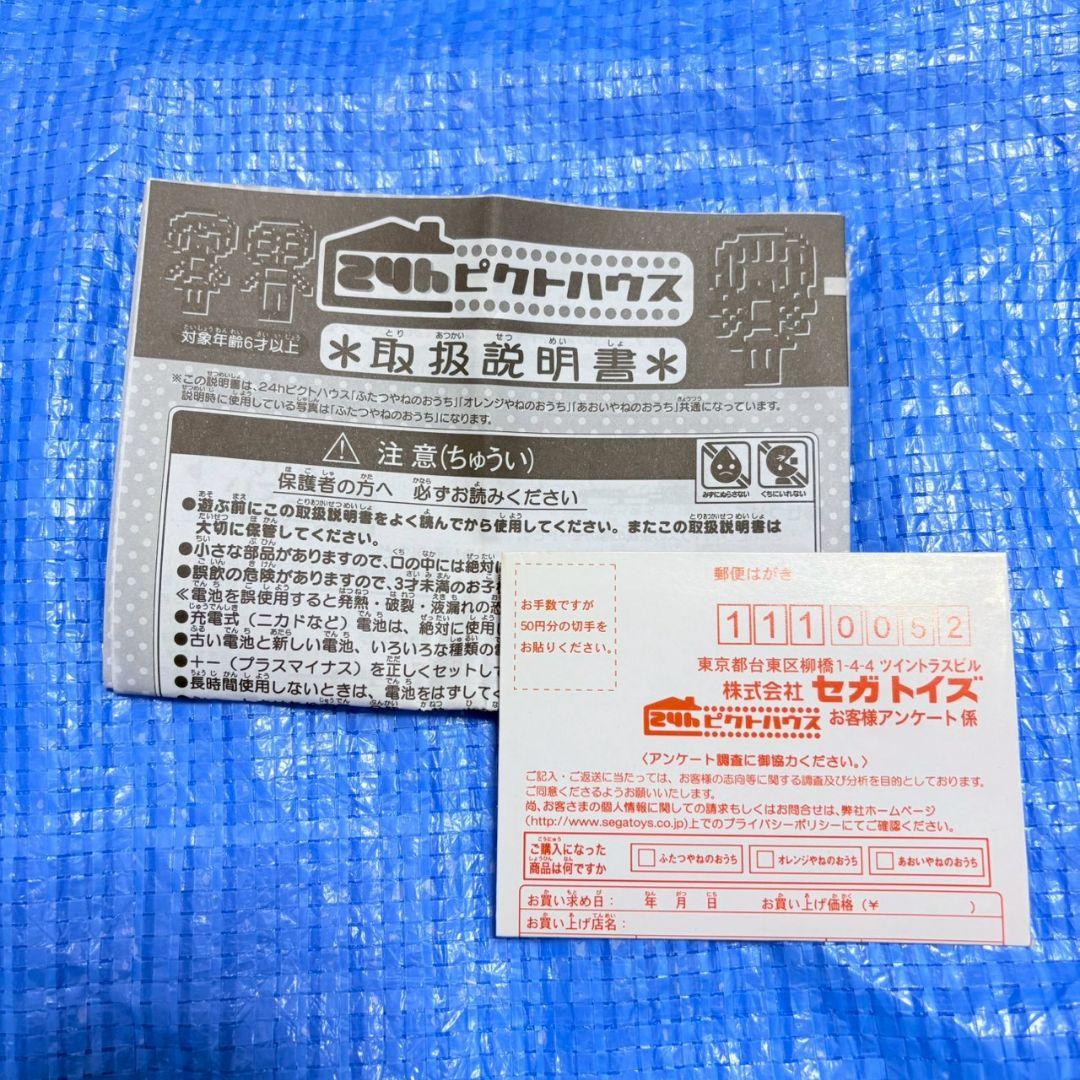 24hピクトハウス
対象年齢6才以上
*取扱説明書*
※この説明書は、24hピクトハウス「ふたつやねのおうち」「オレンジやねのおうち」「あおいやねのおうち」共通になっています。
説明時に使用している写真は「ふたつやねのおうち」になります。
注意(ちゅうい)
保護者の方へ 必ずお読みください
みずにぬらさない
くちにいれない
●遊ぶ前にこの取扱説明書をよく読んでから使用してください。またこの取扱説明書は
大切に保管してください。
●小さな部品がありますので、口の中には絶対に
●誤飲の危険がありますので、3才未満のお子
≪電池を誤使用すると発熱・破裂・液漏れの恐
●充電式(ニカドなど)電池は、絶対に使用し
●古い電池と新しい電池、いろいろな種類の電
●+-(プラスマイナス)を正しくセットして
●長時間使用しないときは、電池をはずして
郵便はがき
お手数ですが
50円分の切手を
お貼りください。
1110052
東京都台東区柳橋1-4-4 ツイントラスビル
株式会社 セガトイズ
24hピクトハウス お客様アンケート係
〈アンケート調査に御協力ください。〉
ご記入・ご返送に当たっては、お客様の志向等に関する調査及び分析を目的としております。
ご同意くださるようお願いいたします。
尚、お客さまの個人情報に関しての請求もしくはお問合せは、弊社ホームページ
(http://www.segatoys.co.jp)上でのプライバシーポリシーにてご確認ください。
ご購入になった
商品は何ですか
ふたつやねのおうち
オレンジやねのおうち
あおいやねのおうち
お買い求め日: 年 月 日 お買い上げ価格(¥ )
お買い上げ店名: